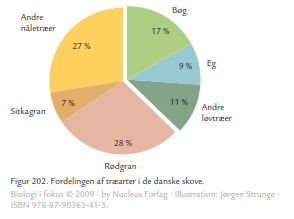 Andre
nåletræer
27 %
Bøg
17 %
9 %
Eg
11 %
Andre
løvtræer
Sitkagran
7 %
28 %
Rødgran
Figur 202. Fordelingen af træarter i de danske skove.
Biologi i fokus © 2009 - by Nucleus Forlag - Illustration: Jørgen Strunge -
ISBN 978-87-90363-41-3.